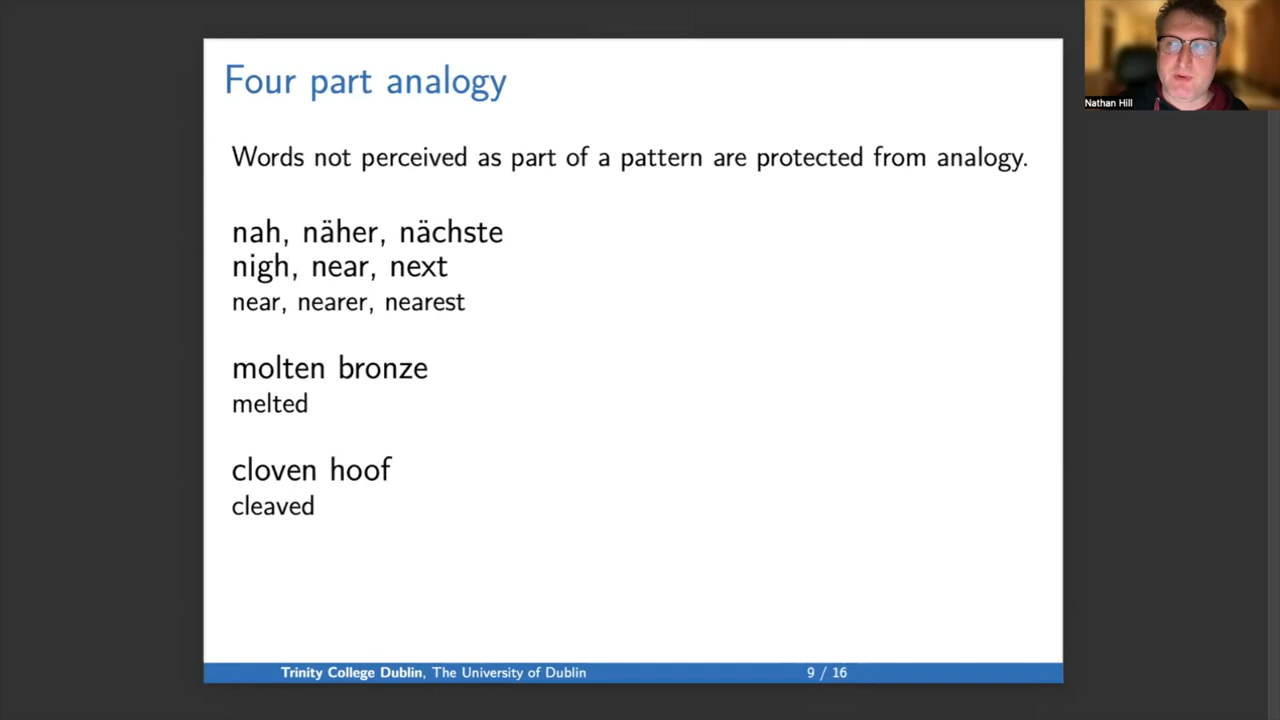 Four part analogy
Words not perceived as part of a pattern are protected from analogy.
nah, näher, nächste
nigh, near, next
near, nearer, nearest
molten bronze
melted
cloven hoof
cleaved
Trinity College Dublin, The University of Dublin
9 / 16
Nathan Hill